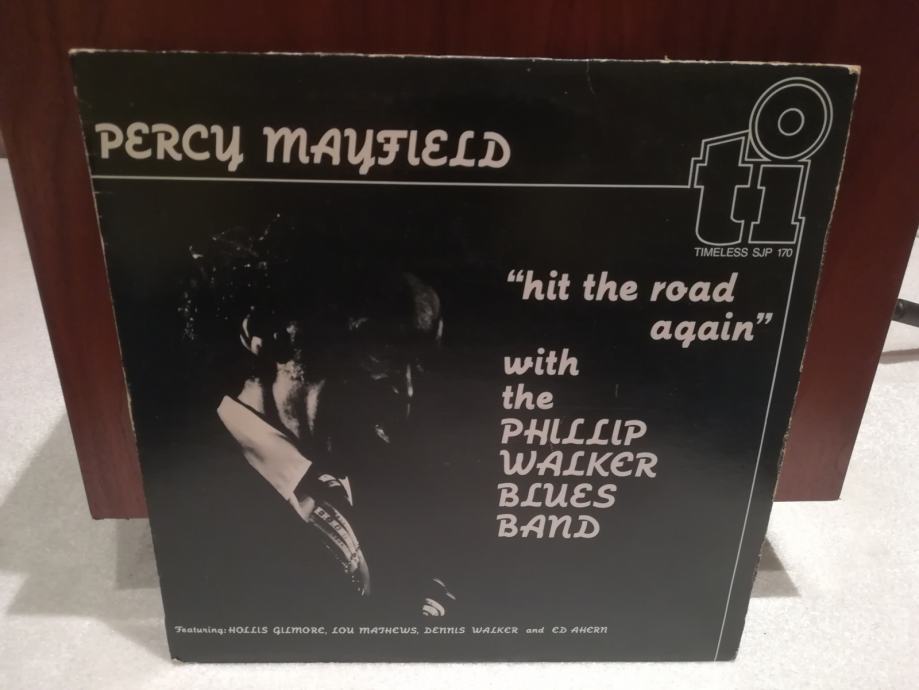 PERCY MAYFIELD
ti
TIMELESS SJP 170
“hit the road
again”
with
the
PHILLIP
WALKER
BLUES
BAND
Featuring: HOLLIS GILMORE, LOU MATHEWS, DENNIS WALKER and ED AHERN